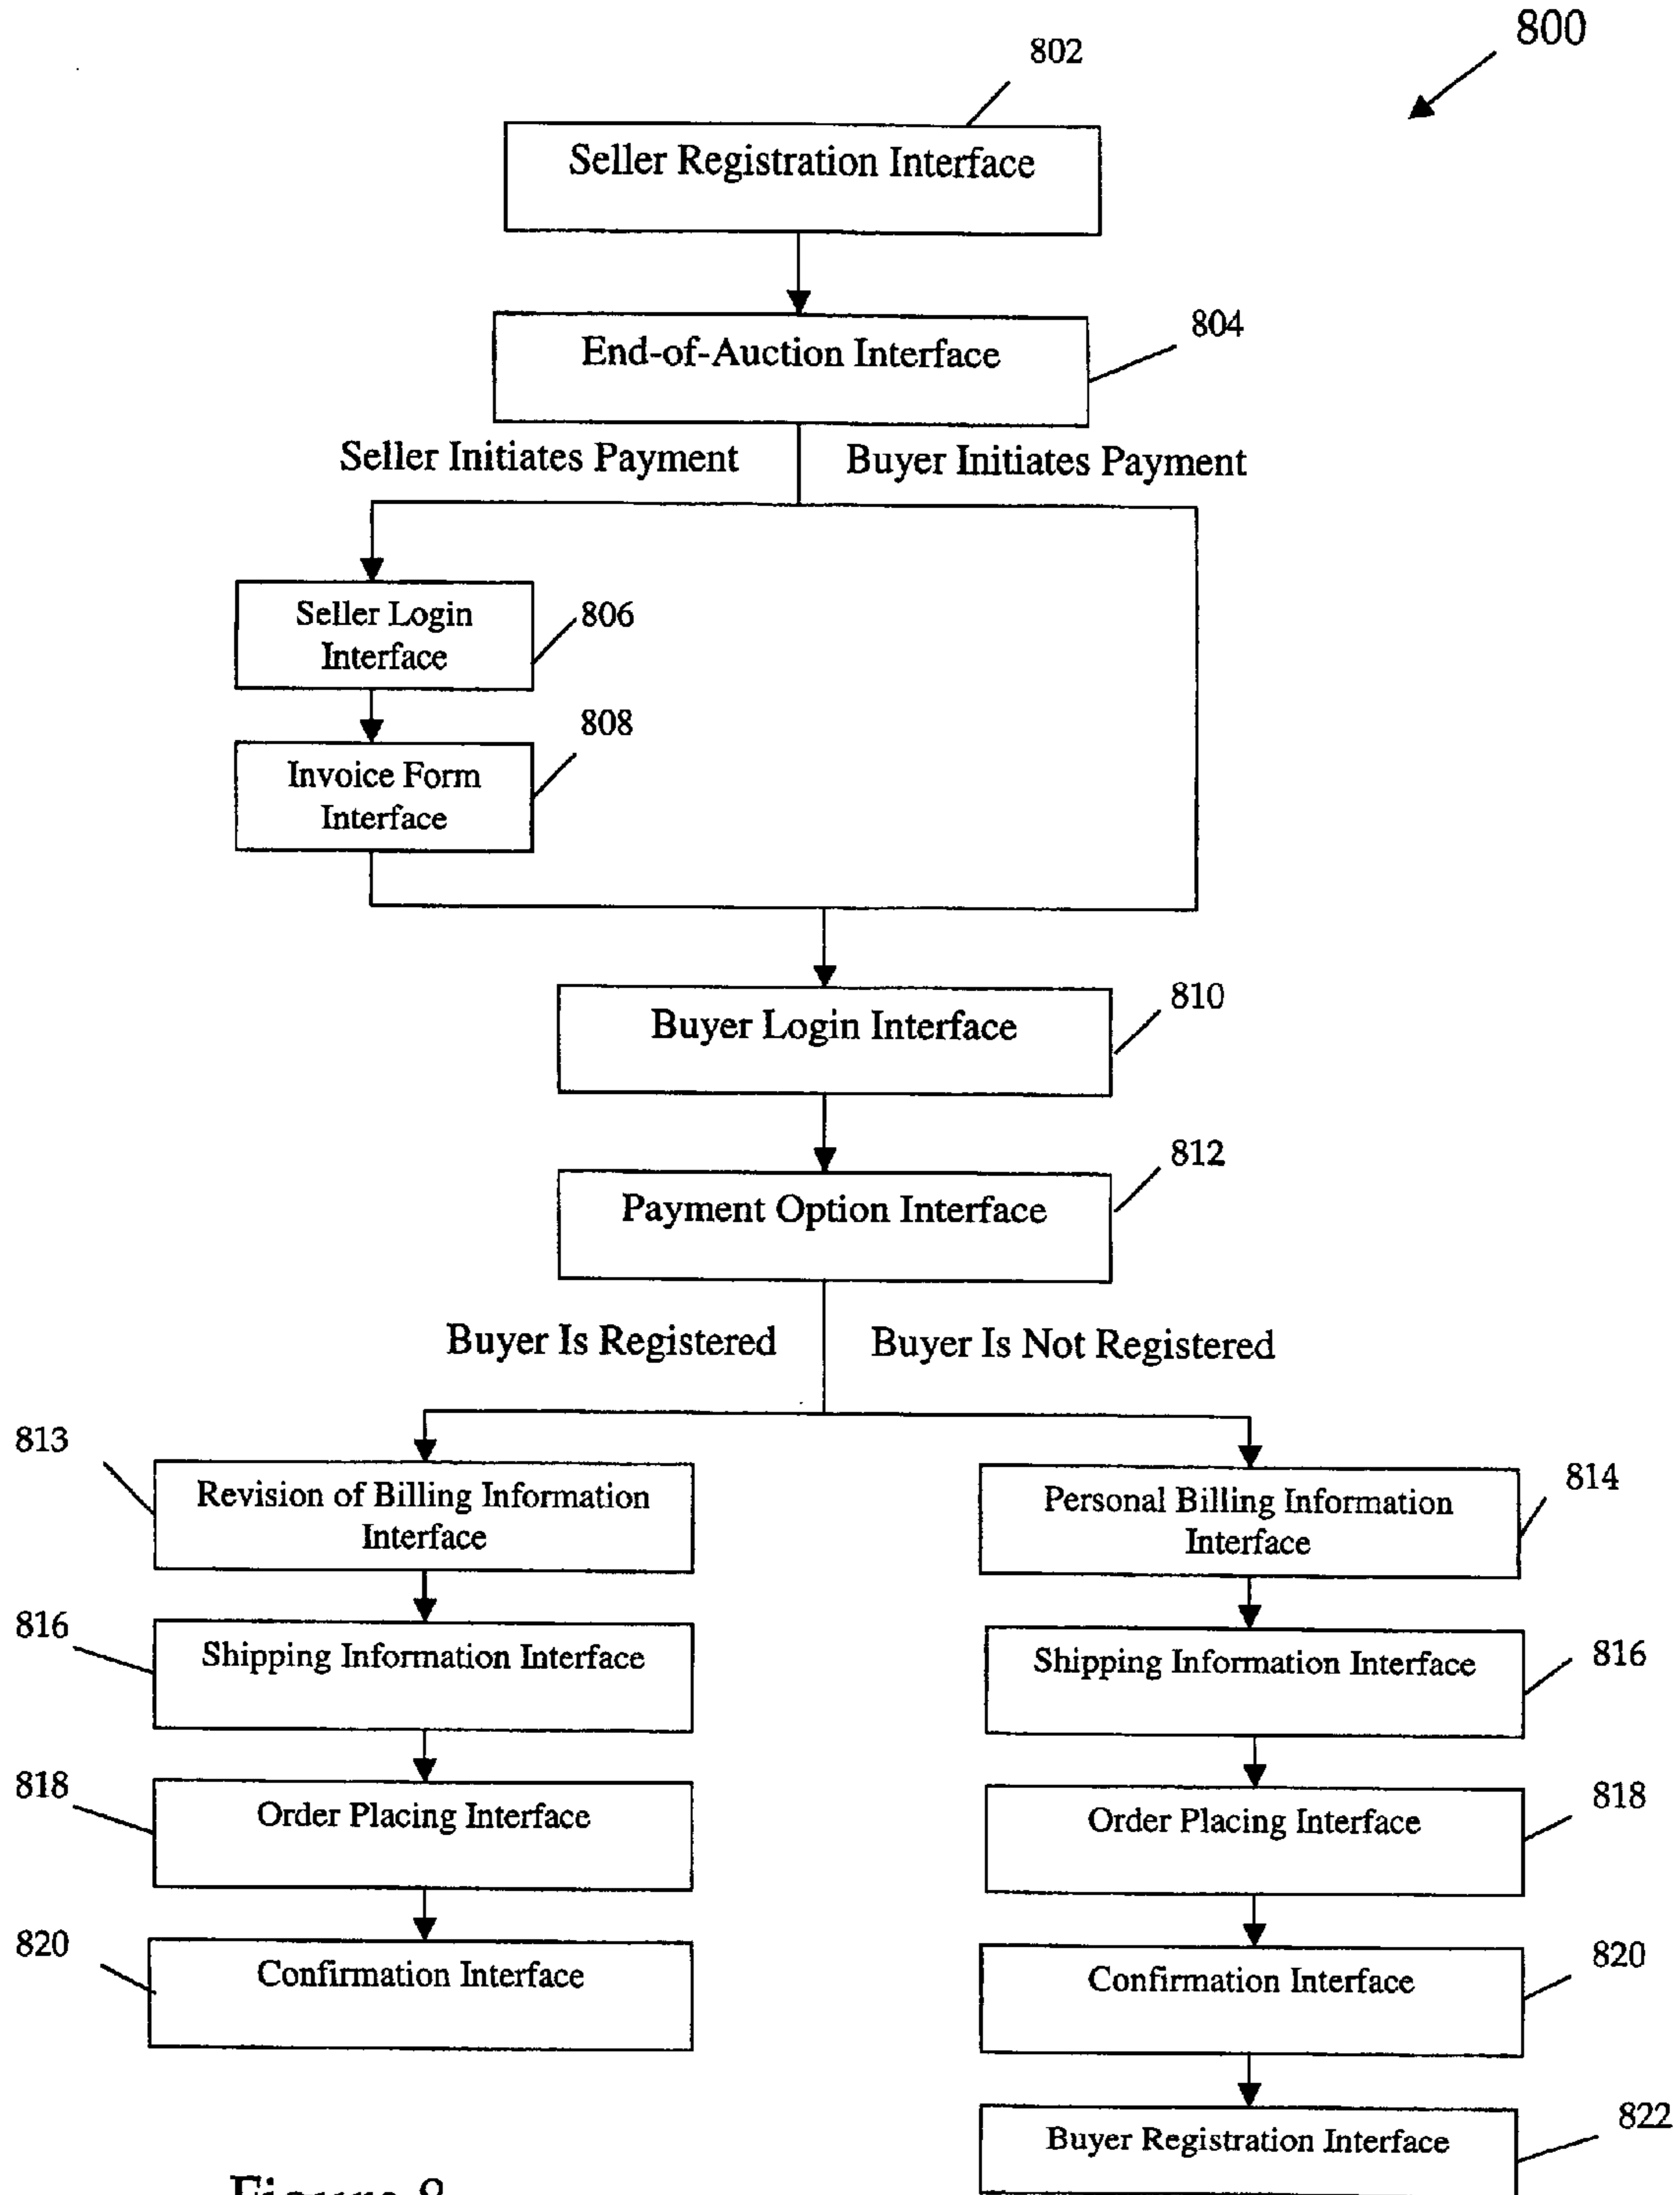 800
802
Seller Registration Interface
End-of-Auction Interface
804
Seller Initiates Payment
Buyer Initiates Payment
Seller Login
Interface
806
808
Invoice Form
Interface
810
Buyer Login Interface
812
Payment Option Interface
Buyer Is Registered
Buyer Is Not Registered
813
Revision of Billing Information
Interface
814
Personal Billing Information
Interface
816
Shipping Information Interface
Shipping Information Interface
816
818
Order Placing Interface
Order Placing Interface
818
820
Confirmation Interface
Confirmation Interface
820
822
Buyer Registration Interface
Figure 8